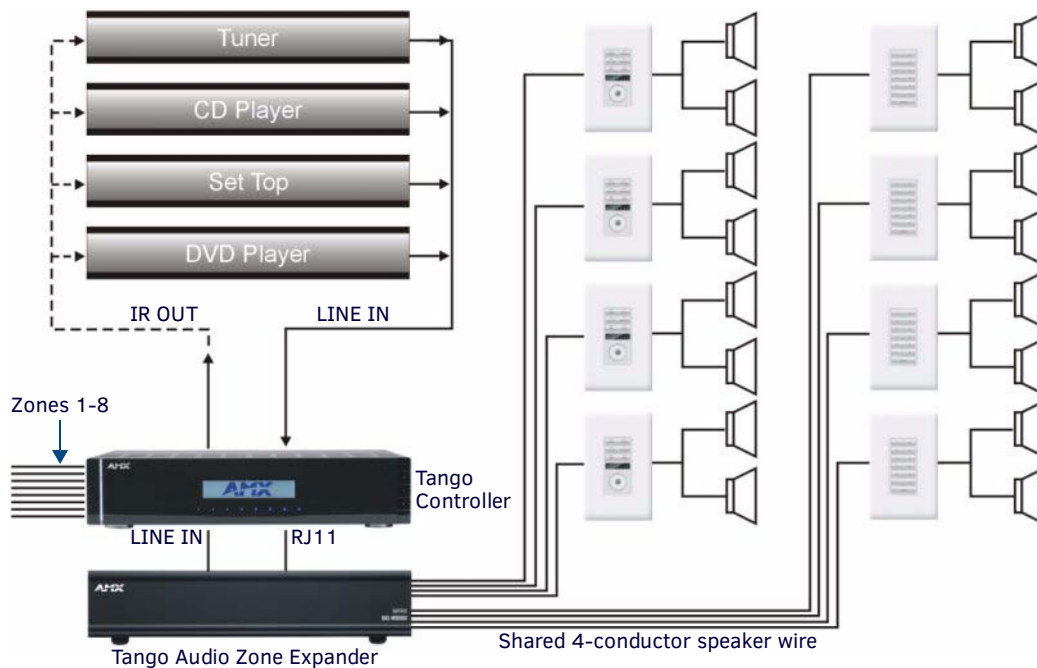 Tuner
CD Player
Set Top
DVD Player
IR OUT
LINE IN
Zones 1-8
AMX
AMX
Tango
Controller
LINE IN
RJ11
AMX
Shared 4-conductor speaker wire
Tango Audio Zone Expander